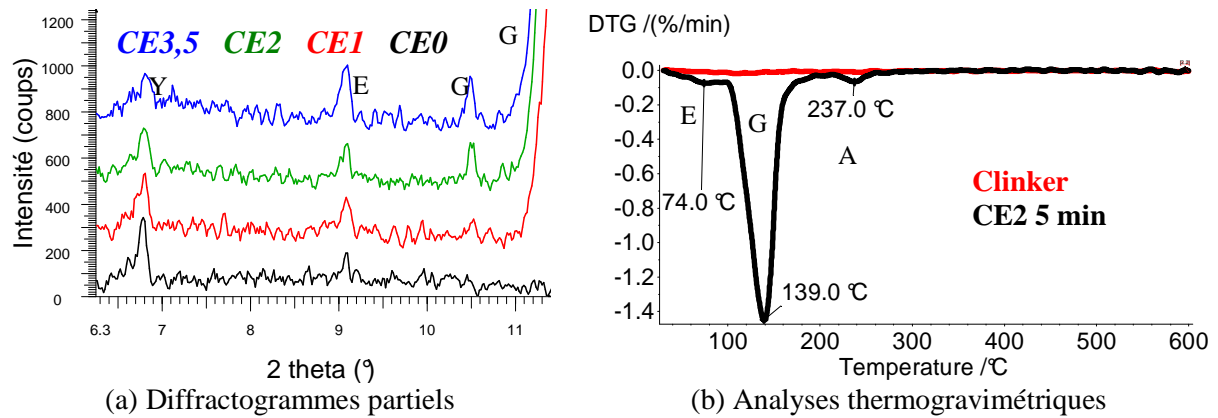 CE3,5 CE2 CE1 CE0
G
1000
800
600
400
200
0
Y
E
G
Intensité (coups)
6.3 7 8 9 10 11
2 theta (°)
(a) Diffractogrammes partiels
DTG /(%/min)
0.0
-0.2
-0.4
-0.6
-0.8
-1.0
-1.2
-1.4
E
G
A
237.0 °C
74.0 °C
139.0 °C
Clinker
CE2 5 min
100 200 300 400 500 600
Temperature /°C
(b) Analyses thermogravimétriques